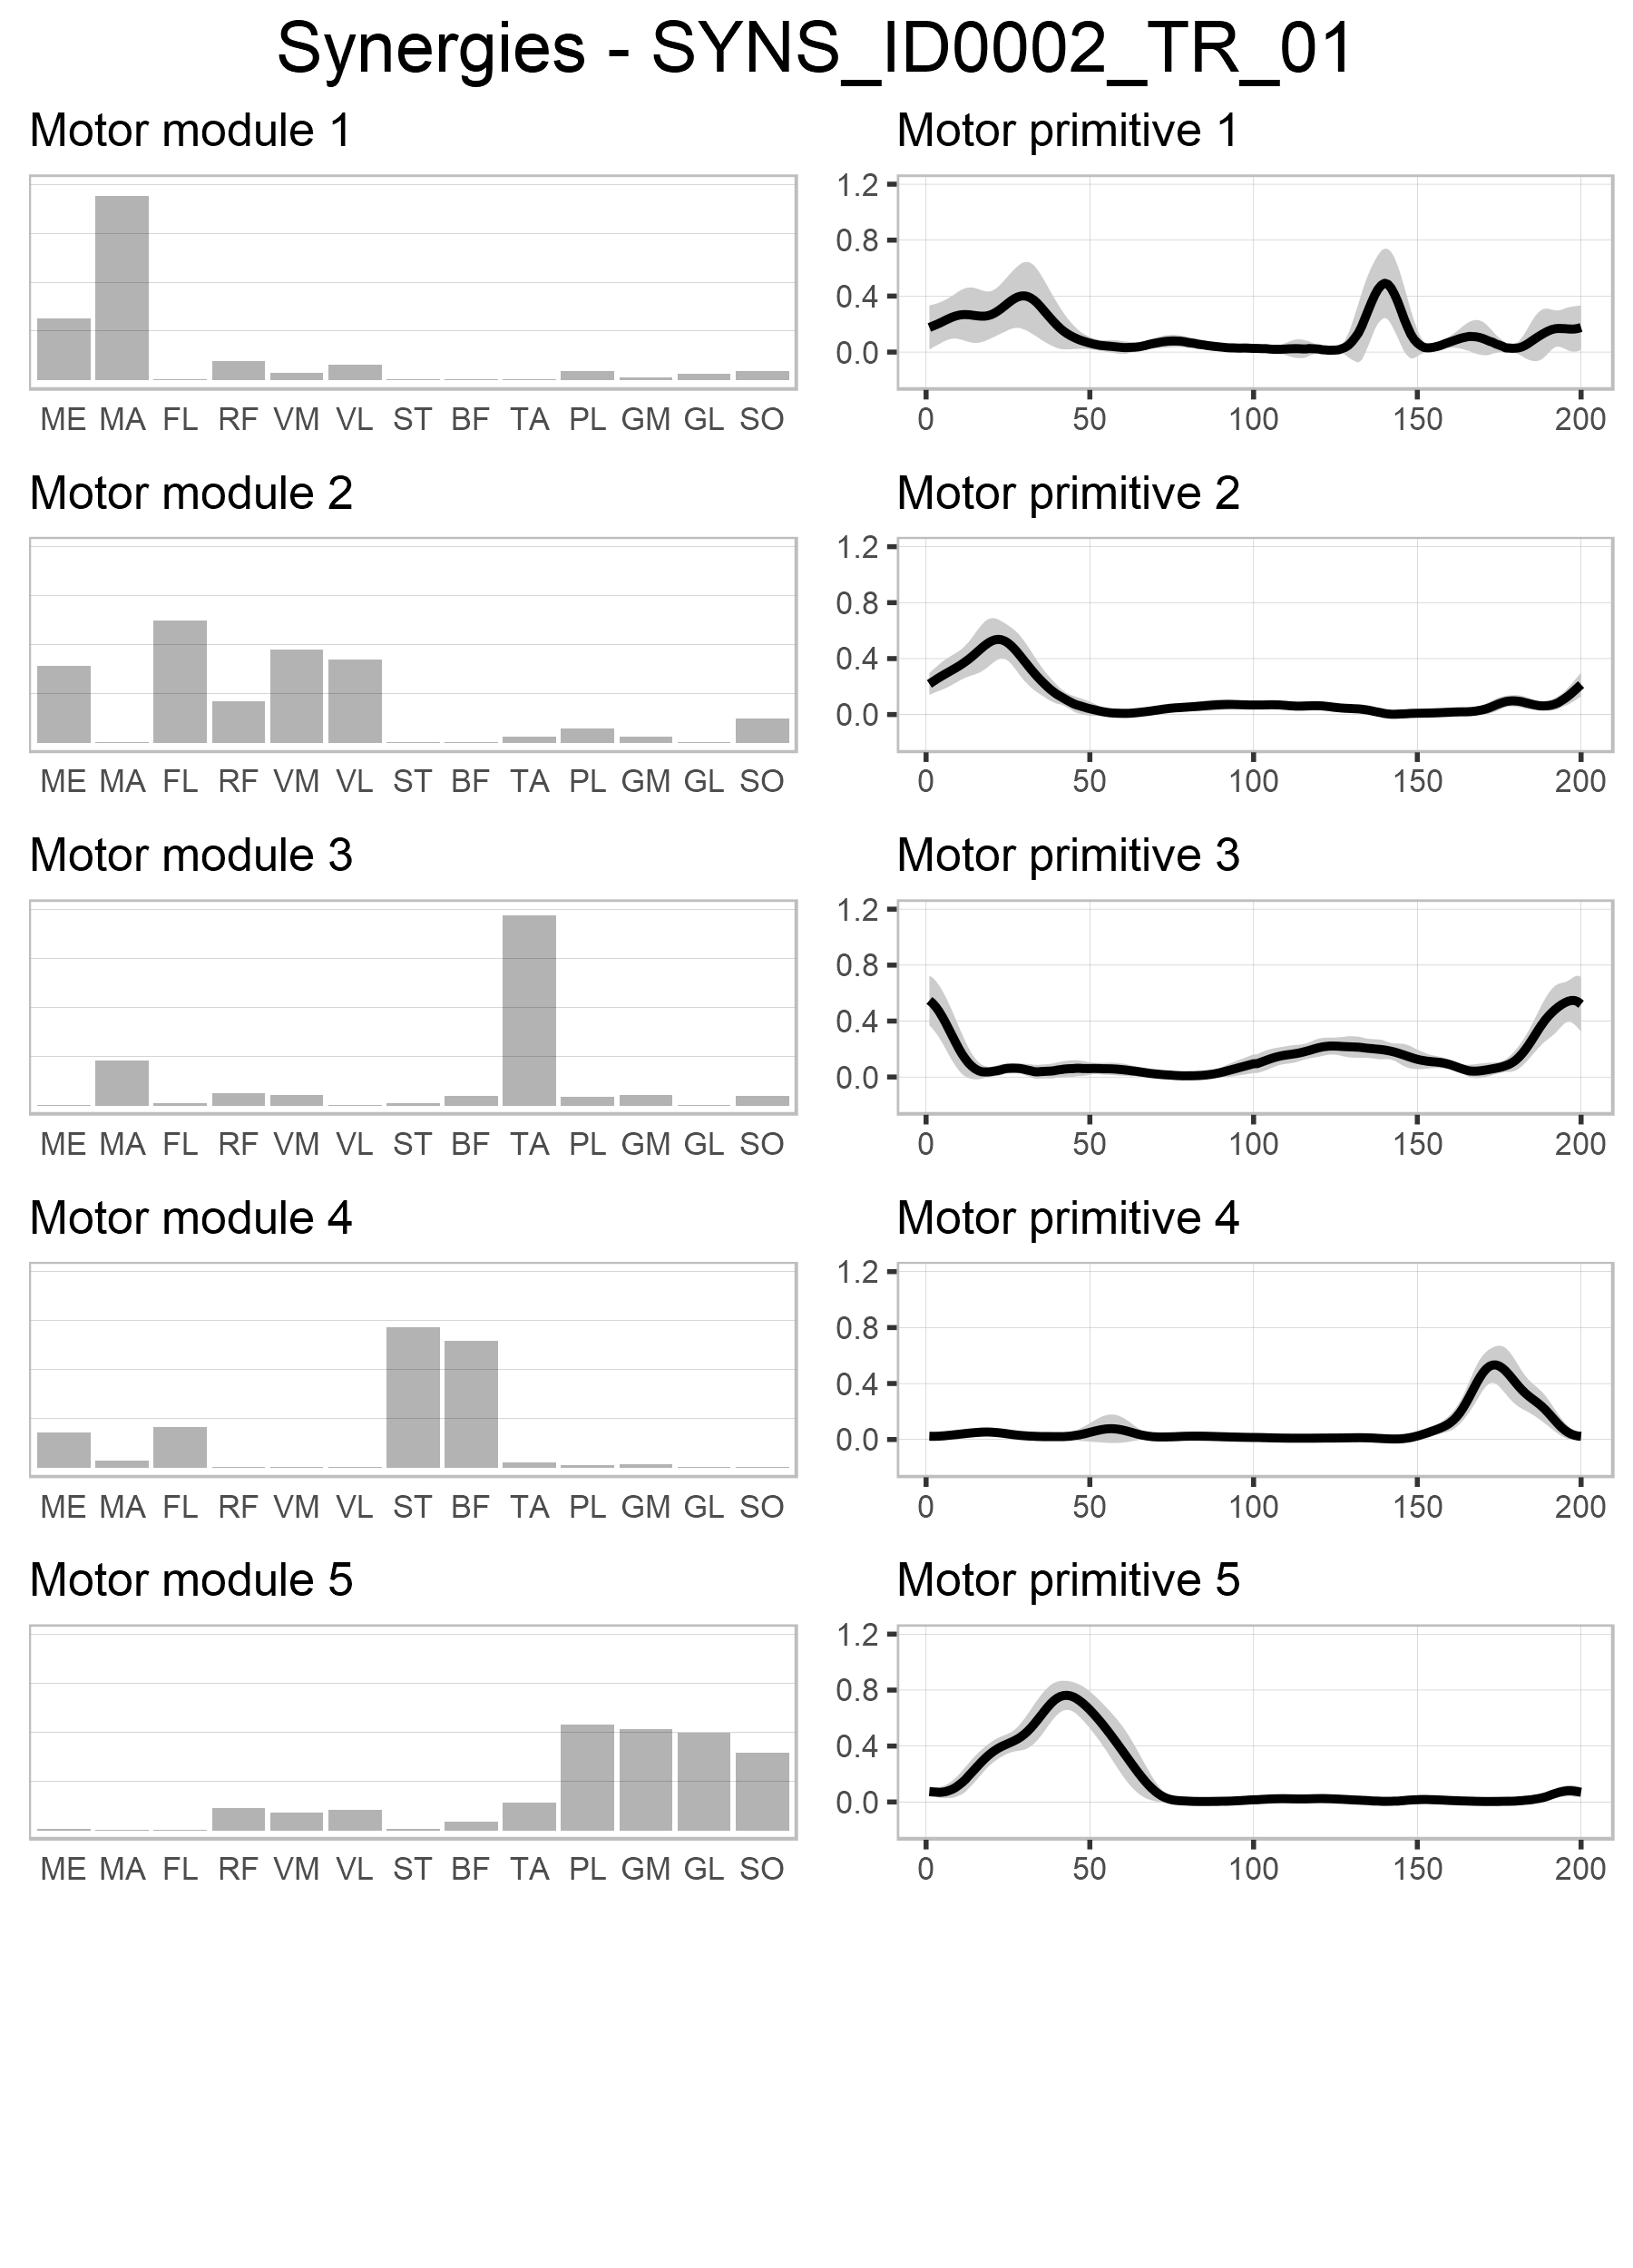 Synergies - SYNS_ID0002_TR_01
Motor module 1
Motor primitive 1
1.2
0.8
0.4
0.0
ME MA FL RF VM VL ST BF TA PL GM GL SO
0 50 100 150 200
Motor module 2
Motor primitive 2
1.2
0.8
0.4
0.0
ME MA FL RF VM VL ST BF TA PL GM GL SO
0 50 100 150 200
Motor module 3
Motor primitive 3
1.2
0.8
0.4
0.0
ME MA FL RF VM VL ST BF TA PL GM GL SO
0 50 100 150 200
Motor module 4
Motor primitive 4
1.2
0.8
0.4
0.0
ME MA FL RF VM VL ST BF TA PL GM GL SO
0 50 100 150 200
Motor module 5
Motor primitive 5
1.2
0.8
0.4
0.0
ME MA FL RF VM VL ST BF TA PL GM GL SO
0 50 100 150 200